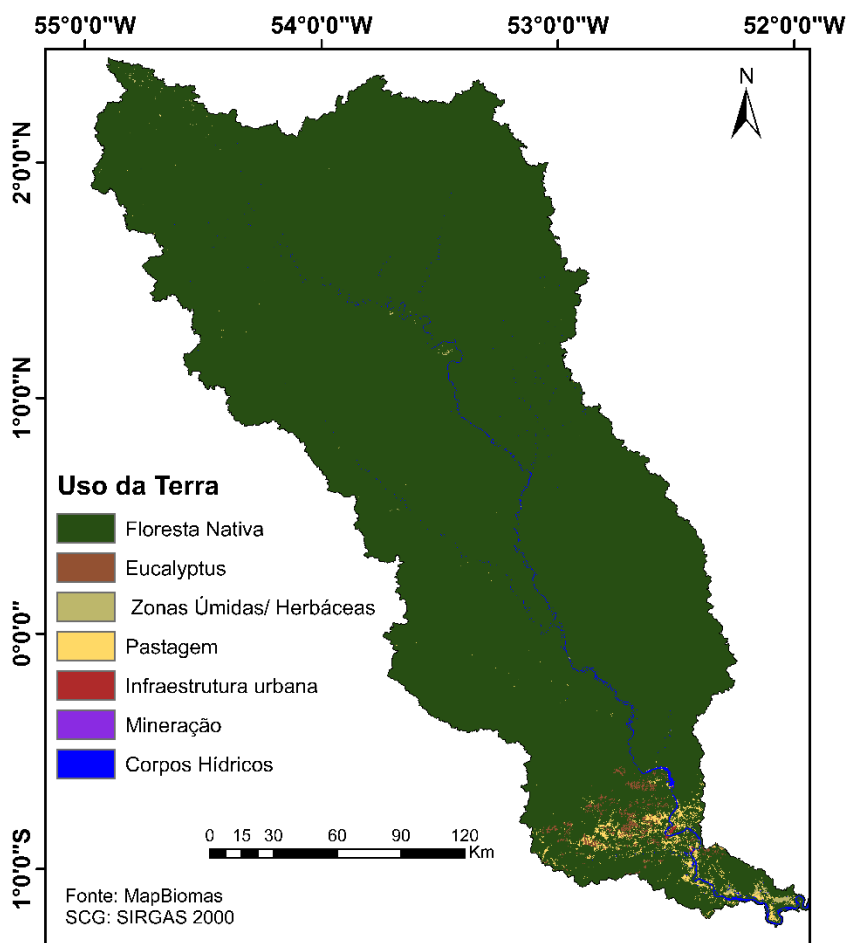 55°0'0"W 54°0'0"W 53°0'0"W 52°0'0"W
N
2°0'0"N
1°0'0"N
0°0'0"
1°0'0"S
Uso da Terra
Floresta Nativa
Eucalyptus
Zonas Úmidas/ Herbáceas
Pastagem
Infraestrutura urbana
Mineração
Corpos Hídricos
0 15 30 60 90 120
Km
Fonte: MapBiomas
SCG: SIRGAS 2000